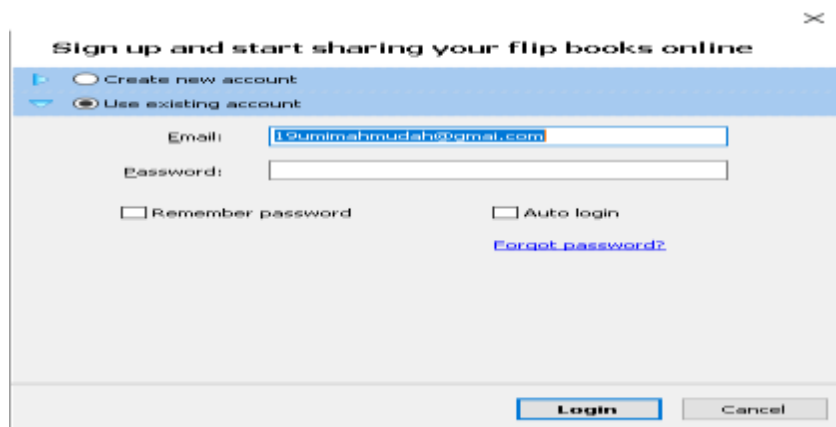 Sign up and start sharing your flip books online
Create new account
Use existing account
Email: 19umimahmudah@gmai.com
Password:
Remember password Auto login
Forgot password?
Login Cancel